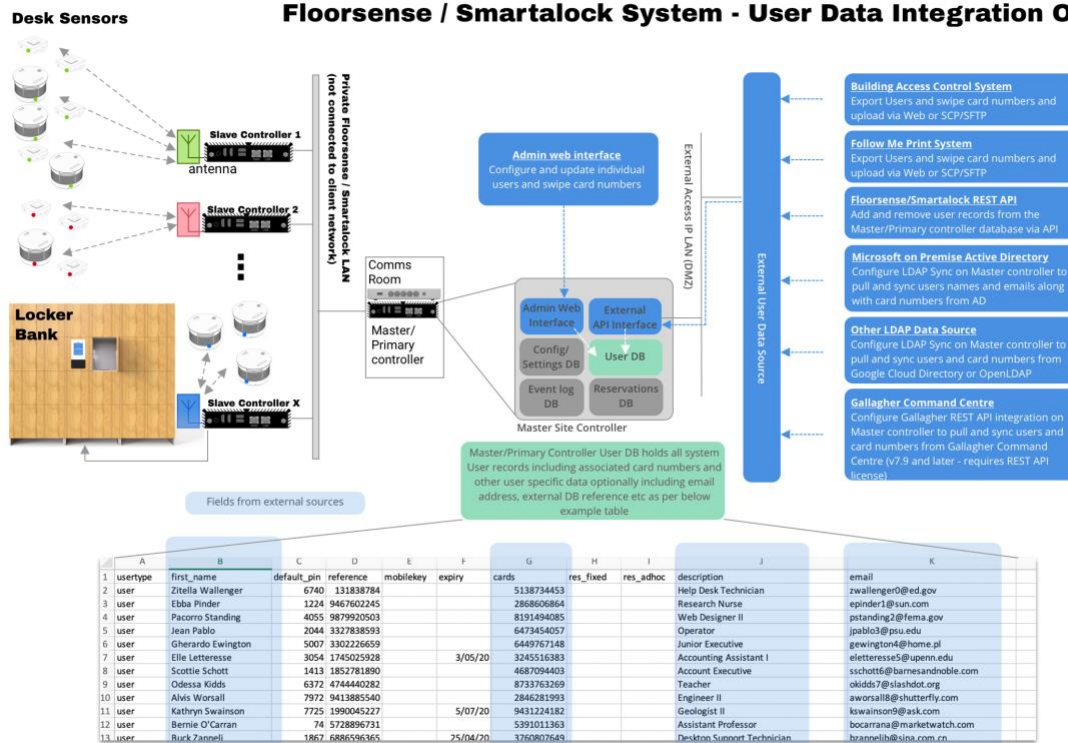 Desk Sensors
Floorsense / Smartalock System - User Data Integration O
Slave Controller 1
antenna
Slave Controller 2
Private Floorsense / Smartalock LAN
(not connected to client network)
Locker
Bank
Slave Controller X
Comms
Room
Master/
Primary
controller
Admin web interface
Configure and update individual
users and swipe card numbers
External Access IP LAN (DMZ)
Admin Web
Interface
External
API Interface
Config/
Settings DB
User DB
Event log
DB
Reservations
DB
Master Site Controller
External User Data Source
Building Access Control System
Export Users and swipe card numbers and
upload via Web or SCP/SFTP
Follow Me Print System
Export Users and swipe card numbers and
upload via Web or SCP/SFTP
Floorsense/Smartalock REST API
Add and remove user records from the
Master/Primary controller database via API
Microsoft on Premise Active Directory
Configure LDAP Sync on Master controller to
pull and sync users names and emails along
with card numbers from AD
Other LDAP Data Source
Configure LDAP Sync on Master controller to
pull and sync users and card numbers from
Google Cloud Directory or OpenLDAP
Gallagher Command Centre
Configure Gallagher REST API integration on
Master controller to pull and sync users and
card numbers from Gallagher Command
Centre (v7.9 and later - requires REST API
license)
Master/Primary Controller User DB holds all system
User records including associated card numbers and
other user specific data optionally including email
address, external DB reference etc as per below
example table
Fields from external sources
A B C D E F G H I J K
1 usertype first_name default_pin reference mobilekey expiry cards res_fixed res_adhoc description email
2 user Zitella Wallenger 6740 131838784 5138734453 Help Desk Technician zwallenger0@ed.gov
3 user Ebba Pinder 1224 9467602245 2868606864 Research Nurse epinder1@sun.com
4 user Pacorro Standing 4055 9879920503 8191494085 Web Designer II pstanding2@fema.gov
5 user Jean Pablo 2044 3327838593 6473454057 Operator jpablo3@psu.edu
6 user Gherardo Ewington 5007 3302226659 6449767148 Junior Executive gewington4@home.pl
7 user Elle Letteresse 3054 1745025928 3/05/20 3245516383 Accounting Assistant I eletteresse5@upenn.edu
8 user Scottie Schott 1413 1852781890 4687094403 Account Executive sschott6@barnesandnoble.com
9 user Odessa Kidds 6372 4744440282 8733763269 Teacher okidds7@slashdot.org
10 user Alvis Worsall 7972 9413885540 2846281993 Engineer II aworsall8@shutterfly.com
11 user Kathryn Swainson 7725 1990045227 5/07/20 9431224182 Geologist II kswainson9@ask.com
12 user Bernie O'Carran 74 5728896731 5391011363 Assistant Professor bocarrana@marketwatch.com
13 user Buck Zanneli 1867 6886596365 25/04/20 3760807649 Desktop Support Technician bzannelib@sina.com.cn